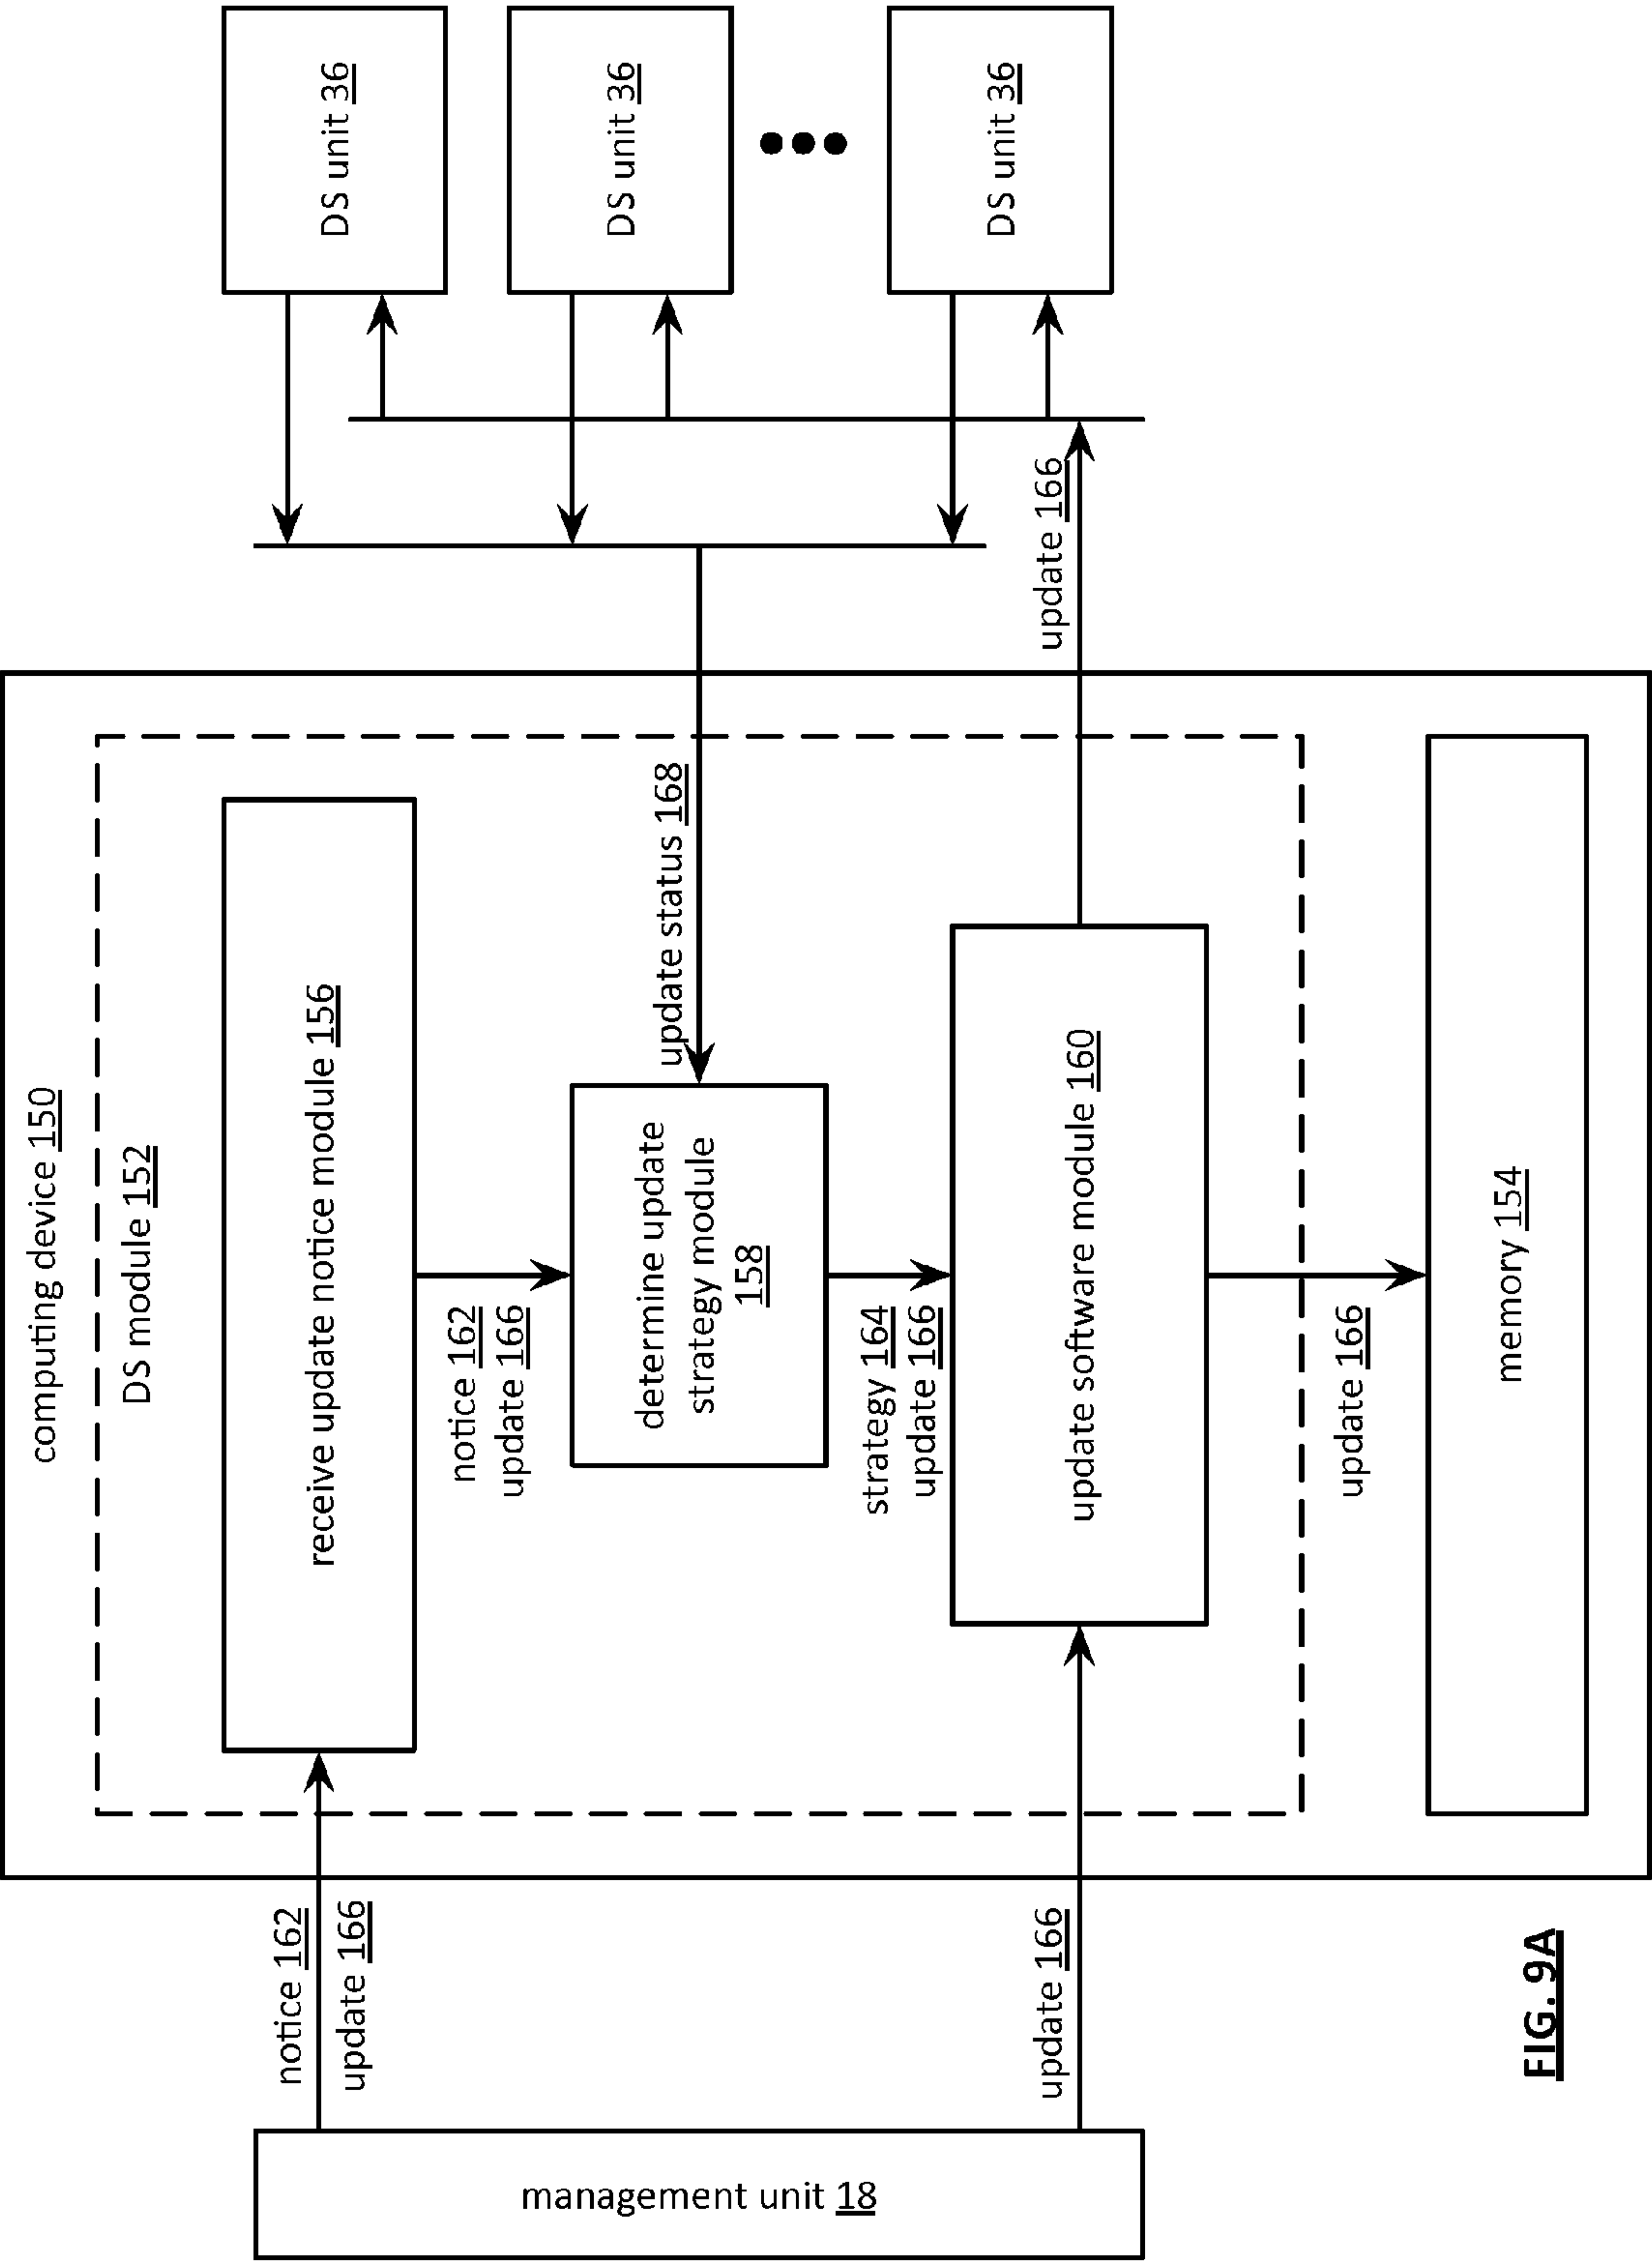 computing device 150
DS module 152
notice 162
update 166
receive update notice module 156
DS unit 36
notice 162
update 166
update status 168
determine update
strategy module
158
DS unit 36
management unit 18
strategy 164
update 166
update 166
update software module 160
update 166
DS unit 36
update 166
memory 154
FIG. 9A